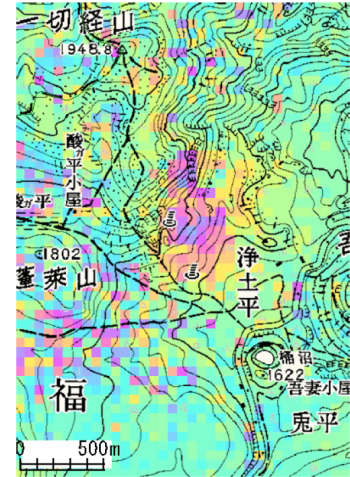 一切経山
1948.8
酸ガ平小屋
酸ガ平
浄土平
吾
1802
蓬莱山
桶沼
1622
吾妻小屋
福
兎平
0 500m